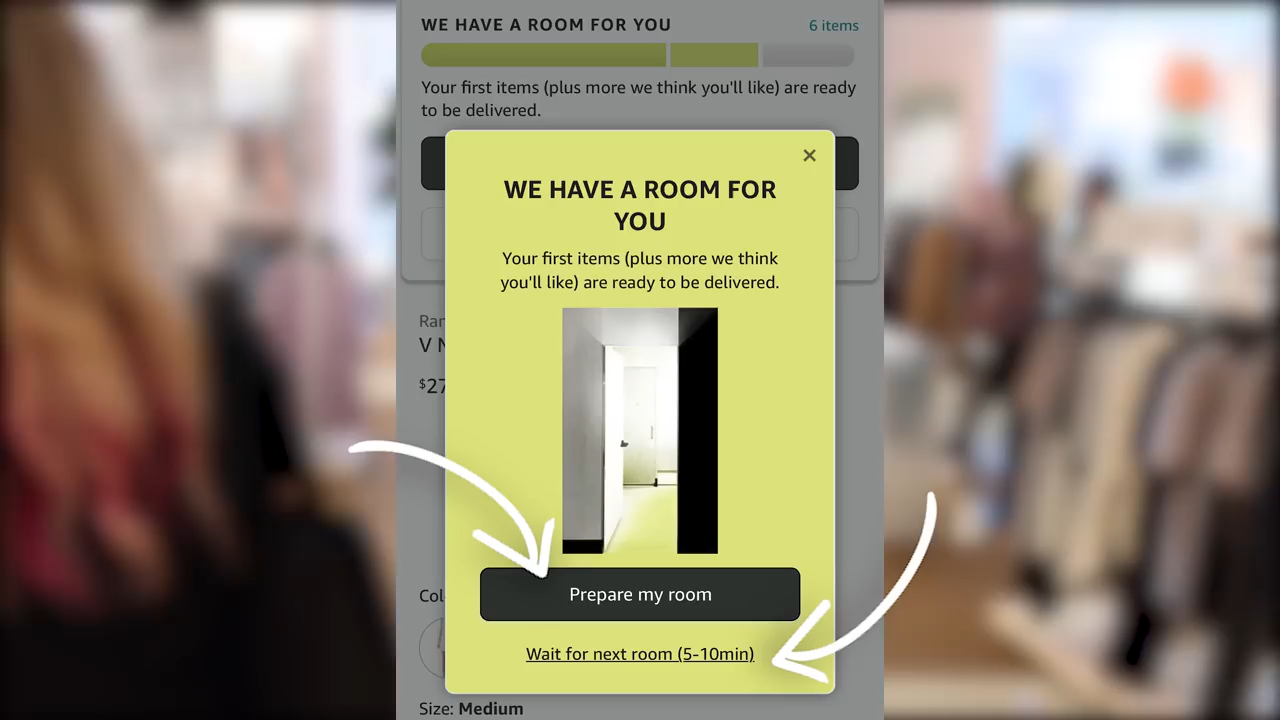 WE HAVE A ROOM FOR YOU
6 items
Your first items (plus more we think you'll like) are ready
to be delivered.
×
WE HAVE A ROOM FOR
YOU
Your first items (plus more we think
you'll like) are ready to be delivered.
Prepare my room
Wait for next room (5-10min)
$27
Size: Medium